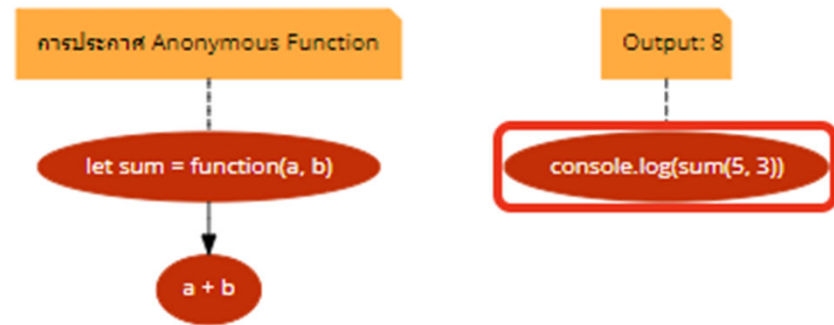 การประกาศ Anonymous Function
let sum = function(a, b)
a + b
Output: 8
console.log(sum(5, 3))